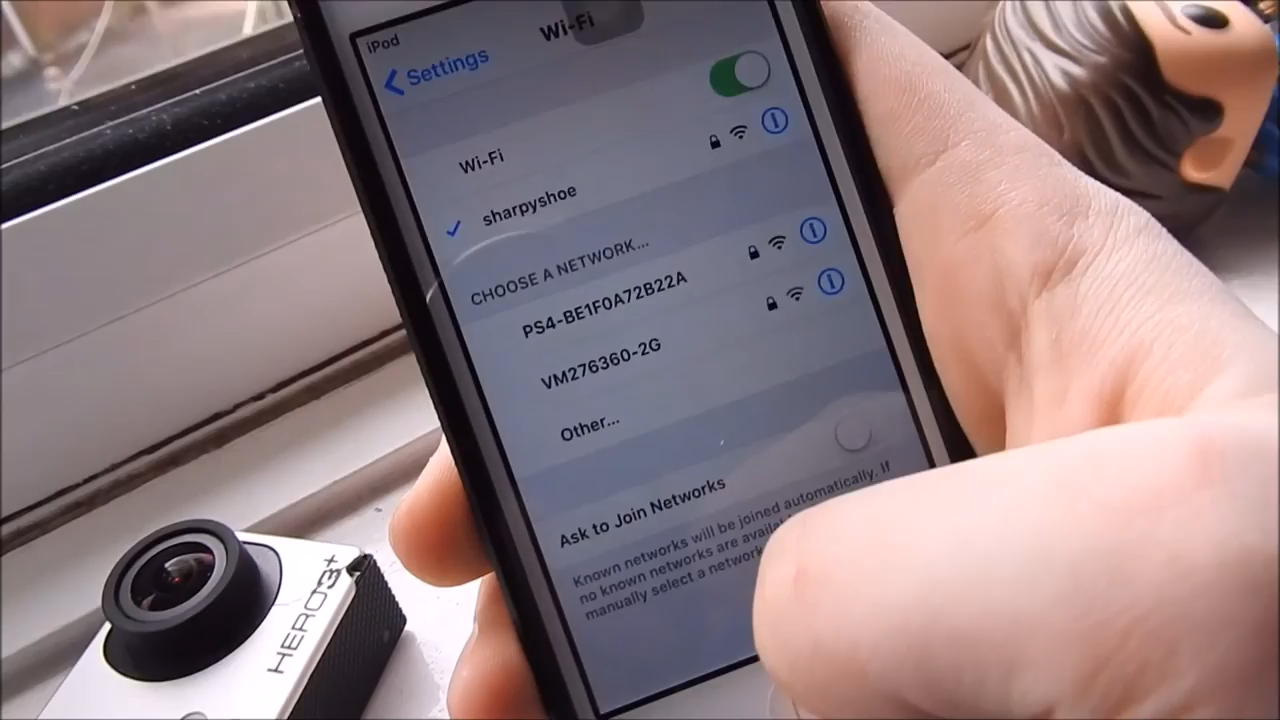 iPod
Wi-Fi
Settings
Wi-Fi
sharpyshoe
CHOOSE A NETWORK...
PS4-BE1F0A72B22A
VM276360-2G
Other...
Ask to Join Networks
Known networks will be joined automatically. If
no known networks are
manually select a network
HERO3+